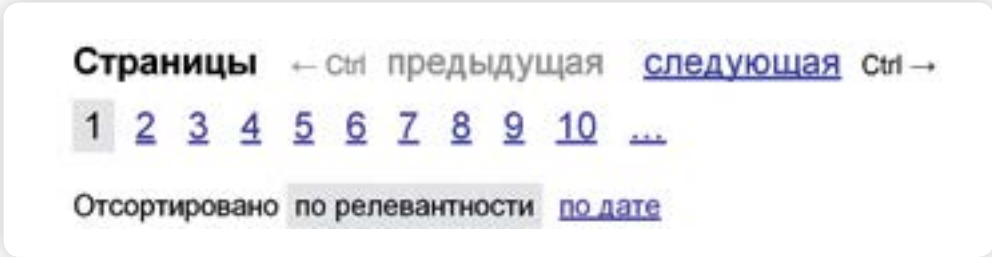 Страницы ← Ctrl предыдущая следующая Ctrl →
1 2 3 4 5 6 7 8 9 10 ...
Отсортировано по релевантности по дате